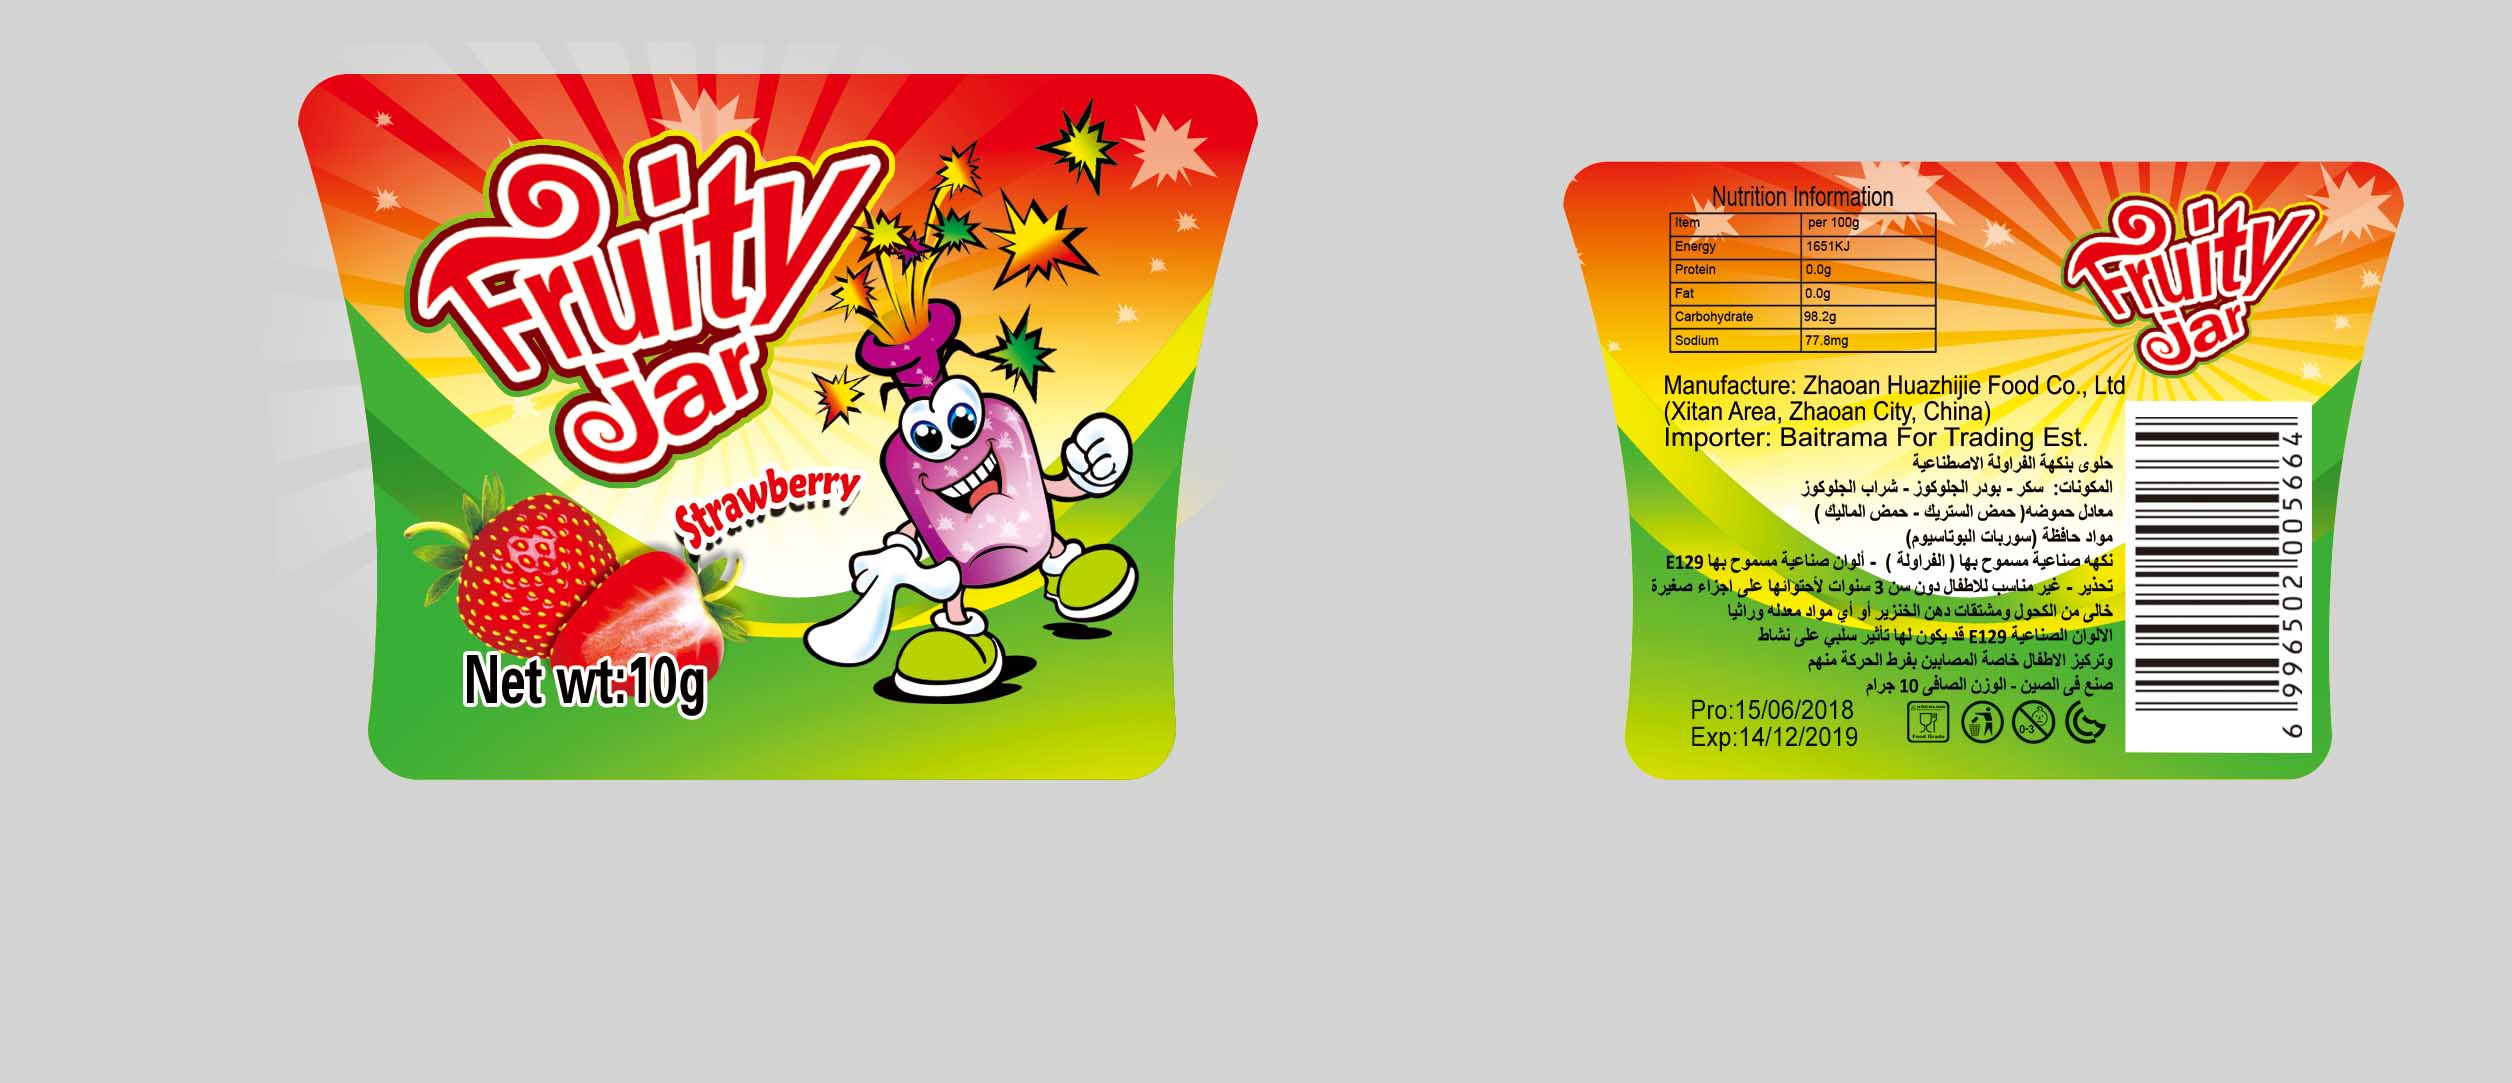 Fruity
Jar
Strawberry
Net wt:10g
Nutrition Information
Item per 100g
Energy 1651KJ
Protein 0.0g
Fat 0.0g
Carbohydrate 98.2g
Sodium 77.8mg
Fruity
Jar
Manufacture: Zhaoan Huazhijie Food Co., Ltd
(Xitan Area, Zhaoan City, China)
Importer: Baitrama For Trading Est.
حلوى بنكهة الفراولة الاصطناعية
المكونات: سكر - بودر الجلوكوز - شراب الجلوكوز
معادل حموضه( حمض الستريك - حمض الماليك )
مواد حافظة (سوربات البوتاسيوم)
نكهه صناعية مسموح بها ( الفراولة ) - ألوان صناعية مسموح بها E129
تحذير - غير مناسب للاطفال دون سن 3 سنوات لأحتوائها على اجزاء صغيرة
خالى من الكحول ومشتقات دهن الخنزير أو أي مواد معدله وراثيا
الالوان الصناعية E129 قد يكون لها تأثير سلبي على نشاط
وتركيز الاطفال خاصة المصابين بفرط الحركة منهم
صنع فى الصين - الوزن الصافى 10 جرام
Pro:15/06/2018
Exp:14/12/2019
Food Grade
0-3
6996502005664